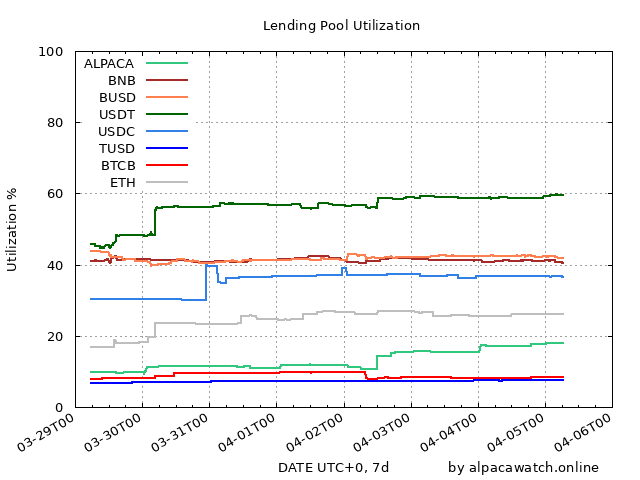 Lending Pool Utilization
100
80
60
40
20
0
Utilization %
ALPACA
BNB
BUSD
USDT
USDC
TUSD
BTCB
ETH
03-29T00
03-30T00
03-31T00
04-01T00
04-02T00
04-03T00
04-04T00
04-05T00
04-06T00
DATE UTC+0, 7d
by alpacawatch.online